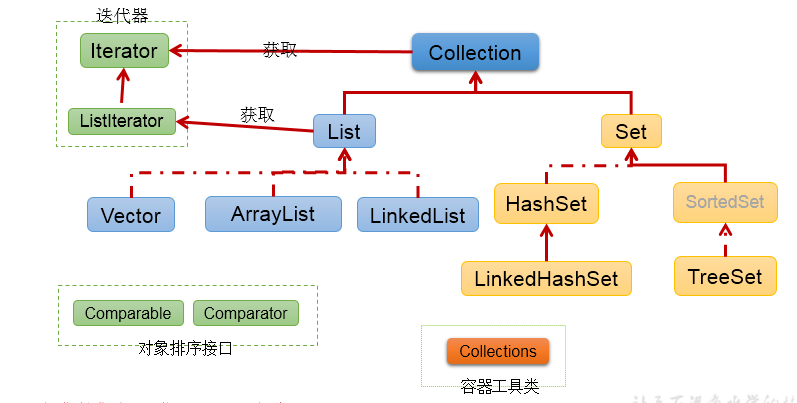 迭代器
Iterator
获取
Collection
ListIterator
获取
List
Set
Vector
ArrayList
LinkedList
HashSet
SortedSet
LinkedHashSet
TreeSet
Comparable
Comparator
对象排序接口
Collections
容器工具类